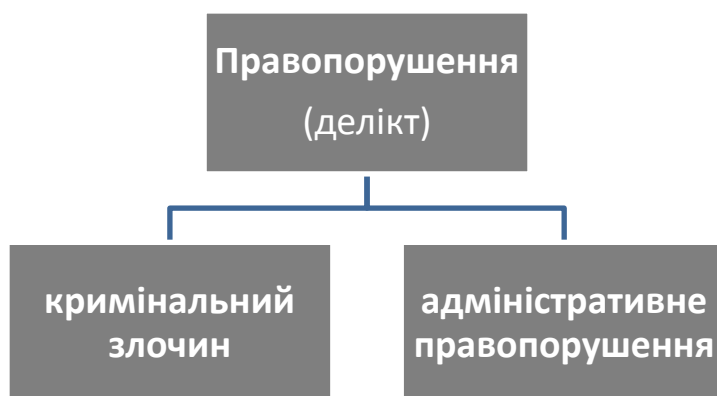 Правопорушення
(делікт)
кримінальний
злочин
адміністративне
правопорушення